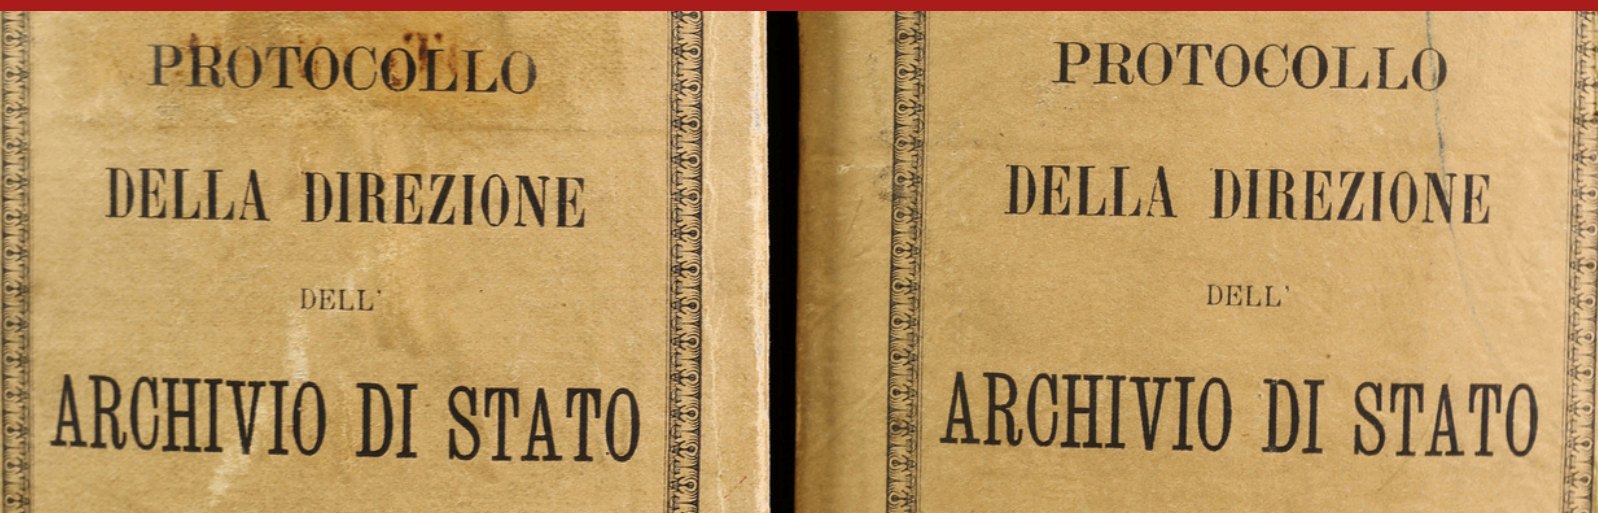 PROTOCOLLO
DELLA DIREZIONE
DELL'
ARCHIVIO DI STATO
PROTOCOLLO
DELLA DIREZIONE
DELL'
ARCHIVIO DI STATO